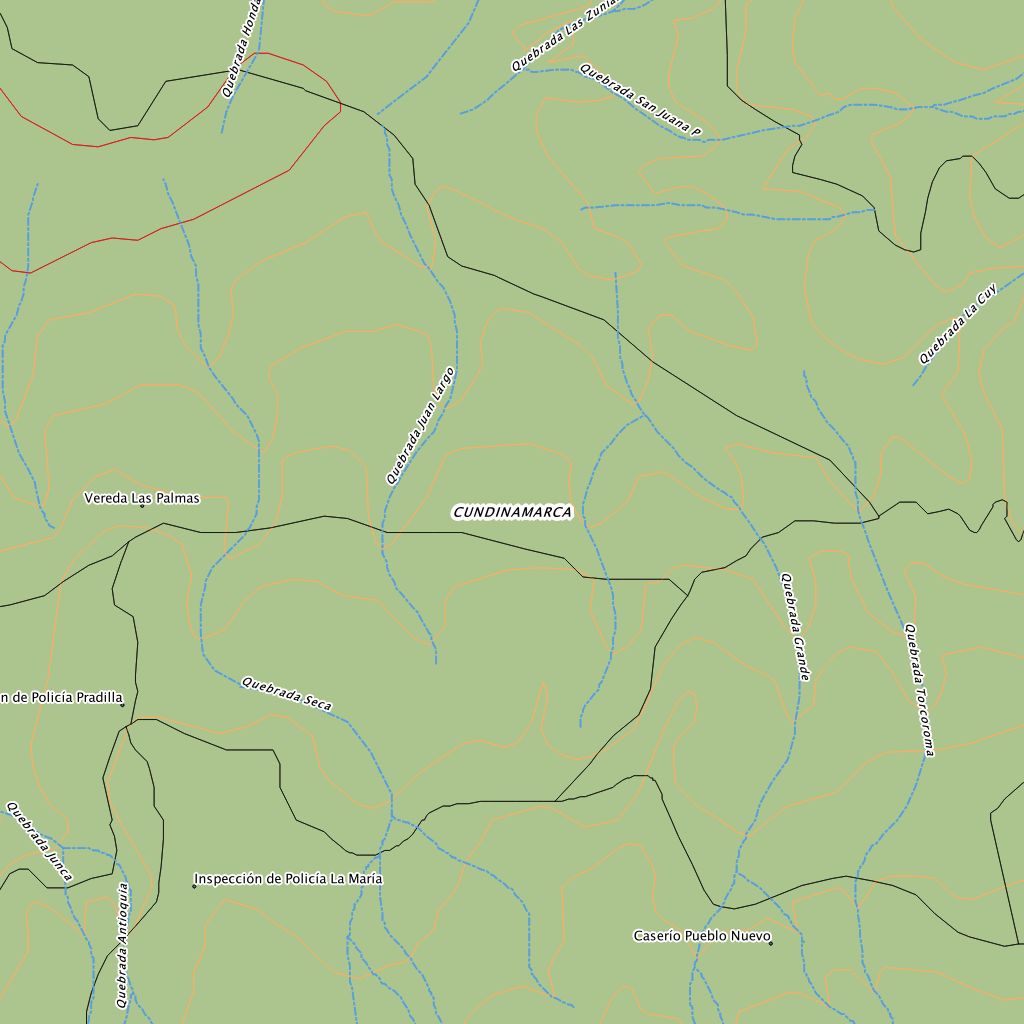 Quebrada Honda
Quebrada Las Zunia
Quebrada San Juana P
Quebrada La Cuy
Quebrada Juan Largo
Vereda Las Palmas
CUNDINAMARCA
Quebrada Grande
Quebrada Torcoroma
Quebrada Seca
n de Policía Pradilla
Quebrada Junca
Inspección de Policía La María
Quebrada Antioquia
Caserío Pueblo Nuevo